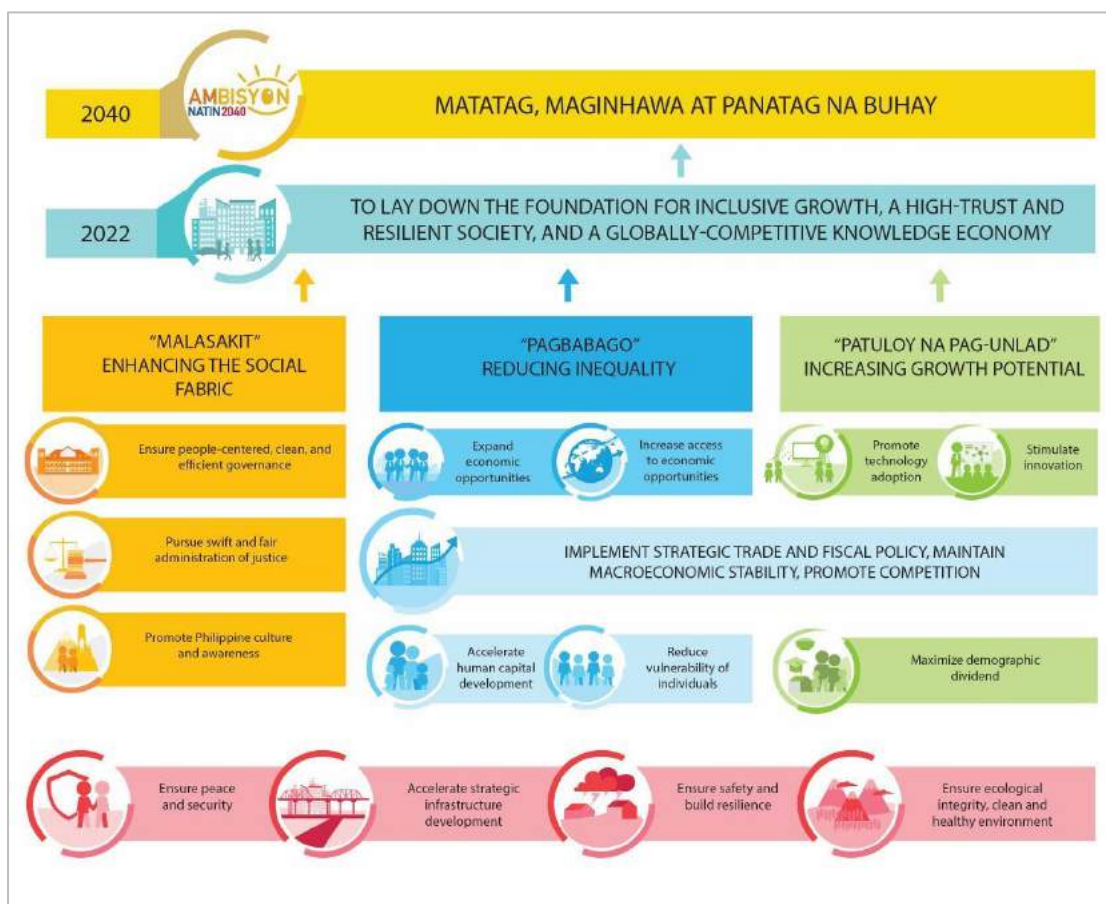 2040
AMBISYON
NATIN 2040
MATATAG, MAGINHAWA AT PANATAG NA BUHAY
2022
TO LAY DOWN THE FOUNDATION FOR INCLUSIVE GROWTH, A HIGH-TRUST AND
RESILIENT SOCIETY, AND A GLOBALLY-COMPETITIVE KNOWLEDGE ECONOMY
"MALASAKIT"
ENHANCING THE SOCIAL
FABRIC
Ensure people-centered, clean, and
efficient governance
Pursue swift and fair
administration of justice
Promote Philippine culture
and awareness
"PAGBABAGO"
REDUCING INEQUALITY
Expand
economic
opportunities
Increase access
to economic
opportunities
"PATULOY NA PAG-UNLAD"
INCREASING GROWTH POTENTIAL
Promote
technology
adoption
Stimulate
innovation
IMPLEMENT STRATEGIC TRADE AND FISCAL POLICY, MAINTAIN
MACROECONOMIC STABILITY, PROMOTE COMPETITION
Accelerate
human capital
development
Reduce
vulnerability of
individuals
Maximize demographic
dividend
Ensure peace
and security
Accelerate strategic
infrastructure
development
Ensure safety and
build resilience
Ensure ecological
integrity, clean and
healthy environment